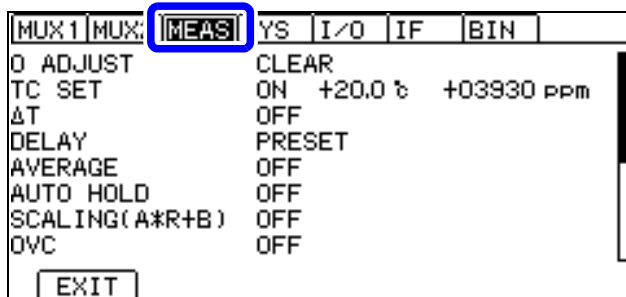 MUX1 MUX2 MEAS YS I/O IF BIN
0 ADJUST CLEAR
TC SET ON +20.0 ℃ +03930 ppm
ΔT OFF
DELAY PRESET
AVERAGE OFF
AUTO HOLD OFF
SCALING(A*R+B) OFF
OVC OFF
EXIT